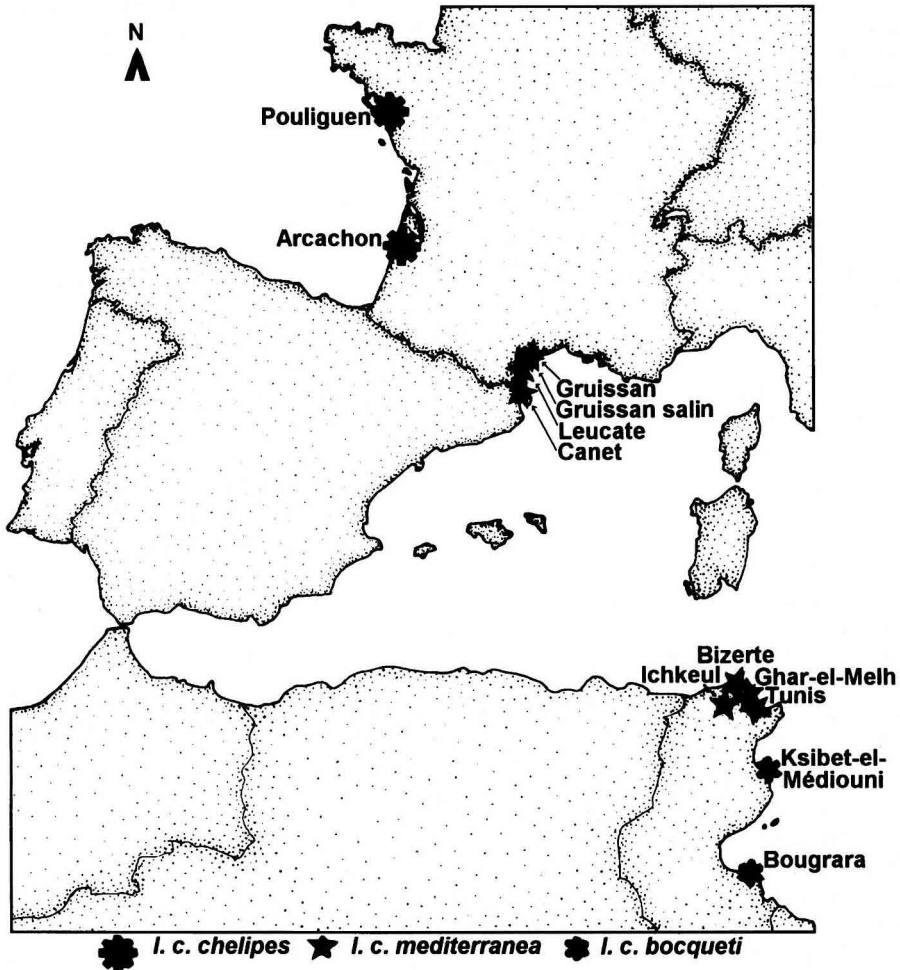 N
Pouliguen
Arcachon
Gruissan
Gruissan salin
Leucate
Canet
Bizerte
Ichkeul Ghar-el-Melh
Tunis
Ksibet-el-
Médiouni
Bougrara
I. c. chelipes I. c. mediterranea I. c. bocqueti